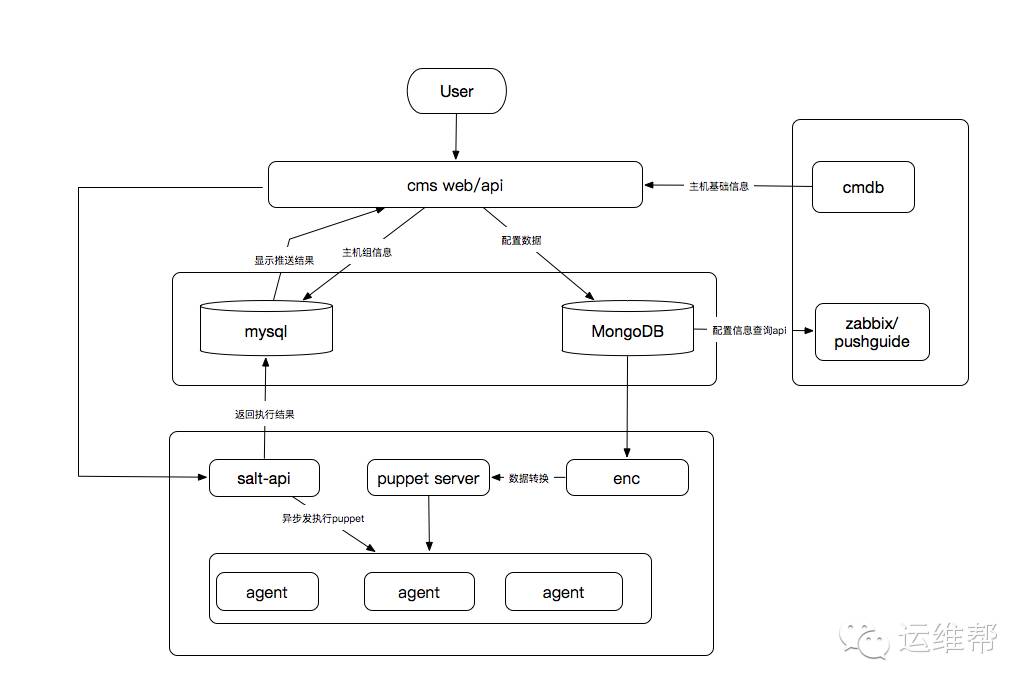 User
cms web/api
主机基础信息
cmdb
显示推送结果
主机组信息
配置数据
mysql
MongoDB
配置信息查询api
zabbix/
pushguide
返回执行结果
salt-api
puppet server
数据转换
enc
异步发执行puppet
agent
agent
agent
运维帮